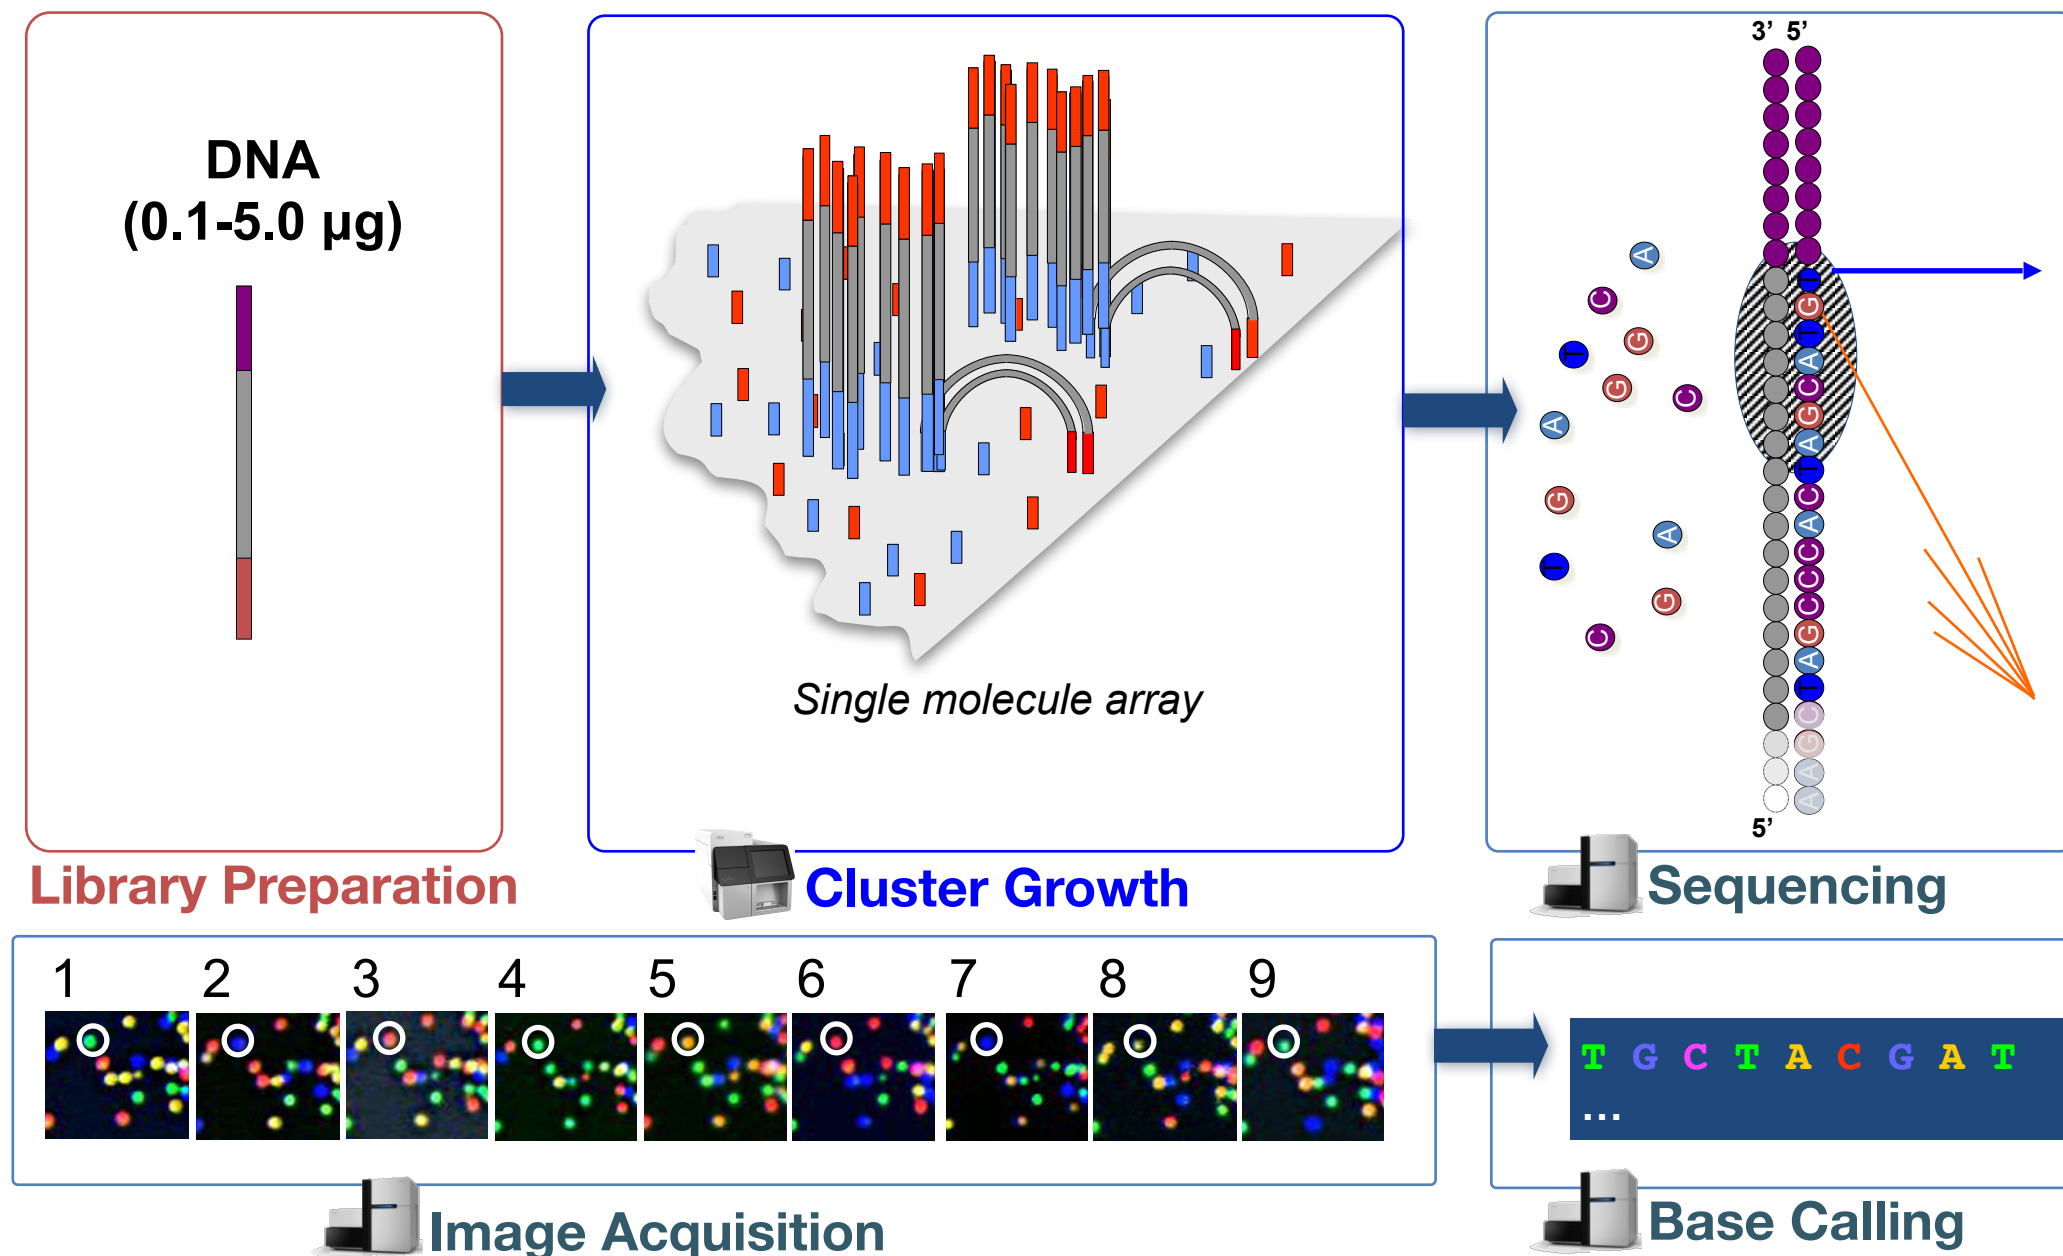 DNA
(0.1-5.0 µg)
Library Preparation
Single molecule array
Cluster Growth
3’ 5’
A
C
G
T
G
C
A
G
A
T
G
C
TGTACGATCACCCGATCGAA
5’
Sequencing
1 2 3 4 5 6 7 8 9
Image Acquisition
T G C T A C G A T
...
Base Calling